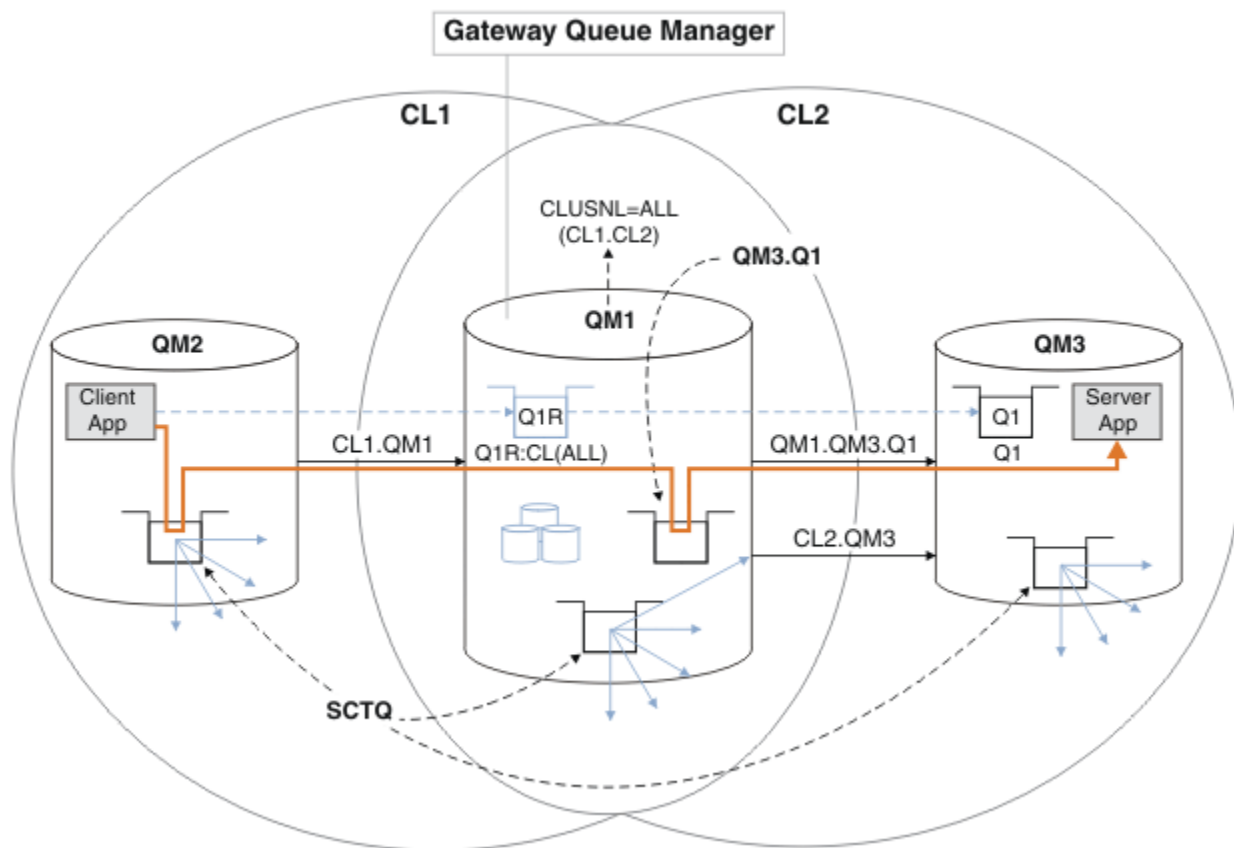 Gateway Queue Manager
CL1
CL2
CLUSNL=ALL
(CL1.CL2)
QM3.Q1
QM2
QM1
QM3
Client
App
Q1R
Q1
Server
App
CL1.QM1
Q1R:CL(ALL)
QM1.QM3.Q1
Q1
CL2.QM3
SCTQ